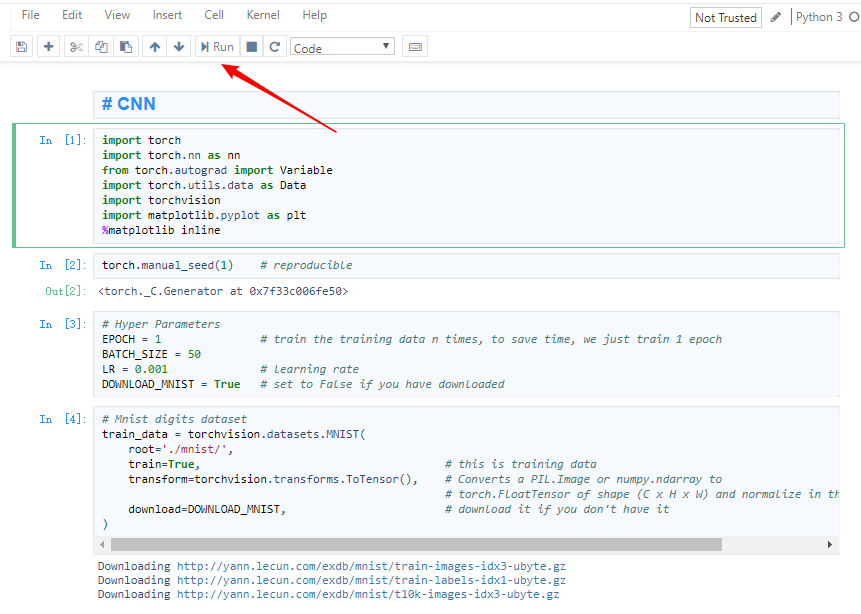 File Edit View Insert Cell Kernel Help Not Trusted Python 3
Run Code
# CNN
In [1]: import torch
import torch.nn as nn
from torch.autograd import Variable
import torch.utils.data as Data
import torchvision
import matplotlib.pyplot as plt
%matplotlib inline
In [2]: torch.manual_seed(1) # reproducible
Out[2]: <torch._C.Generator at 0x7f33c006fe50>
In [3]: # Hyper Parameters
EPOCH = 1 # train the training data n times, to save time, we just train 1 epoch
BATCH_SIZE = 50
LR = 0.001 # learning rate
DOWNLOAD_MNIST = True # set to False if you have downloaded
In [4]: # Mnist digits dataset
train_data = torchvision.datasets.MNIST(
root='./mnist/',
train=True, # this is training data
transform=torchvision.transforms.ToTensor(), # Converts a PIL.Image or numpy.ndarray to
# torch.FloatTensor of shape (C x H x W) and normalize in th
download=DOWNLOAD_MNIST, # download it if you don't have it
)
Downloading http://yann.lecun.com/exdb/mnist/train-images-idx3-ubyte.gz
Downloading http://yann.lecun.com/exdb/mnist/train-labels-idx1-ubyte.gz
Downloading http://yann.lecun.com/exdb/mnist/t10k-images-idx3-ubyte.gz